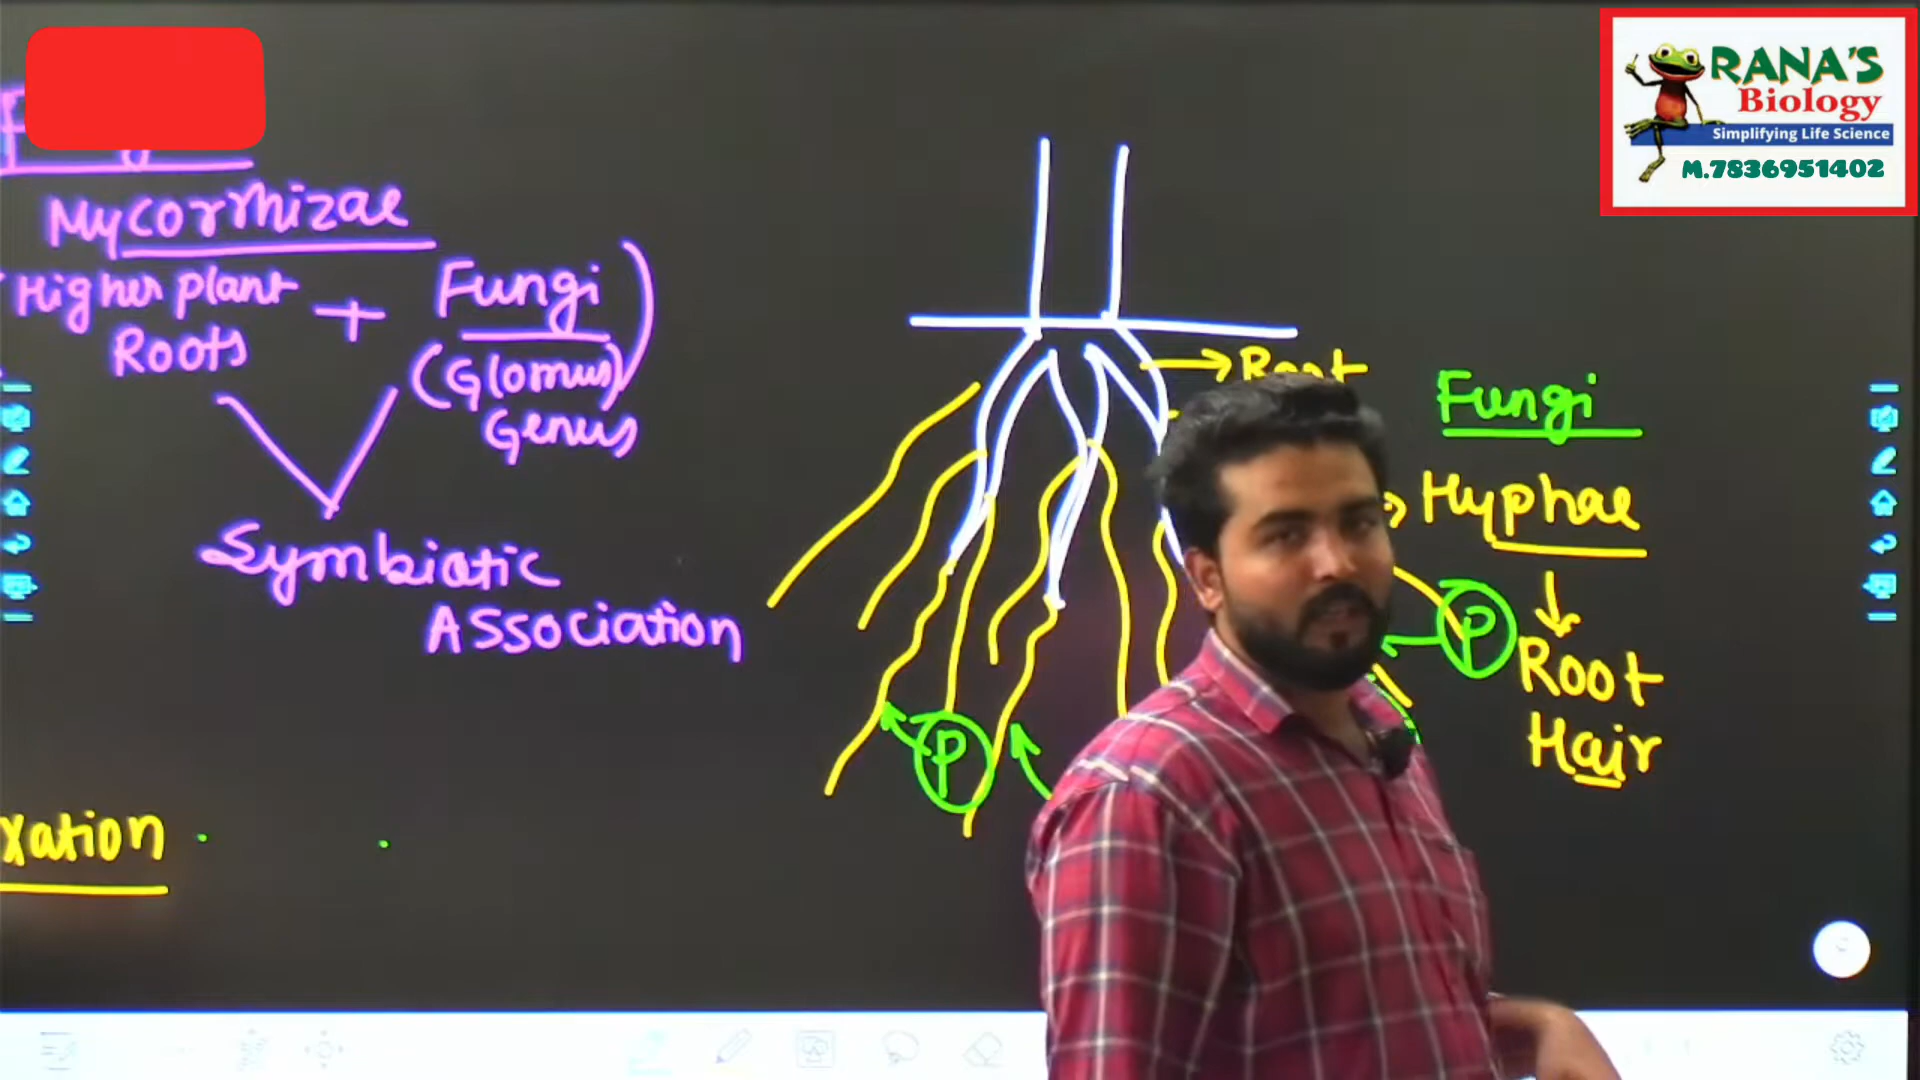 Mycorrhizae
Higher plant + Fungi
Roots
(Glomus)
Genus
Symbiotic
Association
xation
Root
Fungi
Hyphae
P
Root
Hair
P
RANA'S
Biology
Simplifying Life Science
M.7836951402